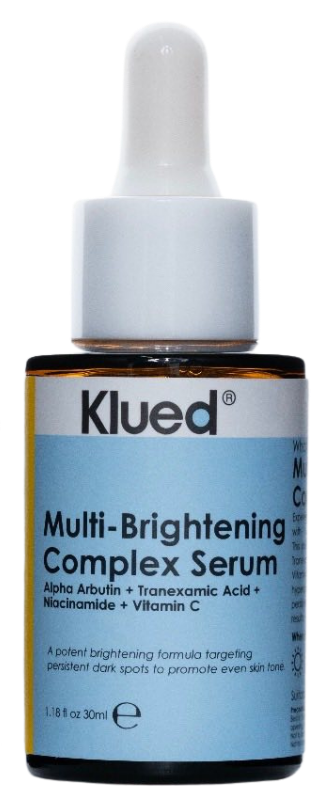 Klued®
Multi-Brightening
Complex Serum
Alpha Arbutin + Tranexamic Acid +
Niacinamide + Vitamin C
A potent brightening formula targeting
persistent dark spots to promote even skin tone.
1.18 fl oz 30ml ℮